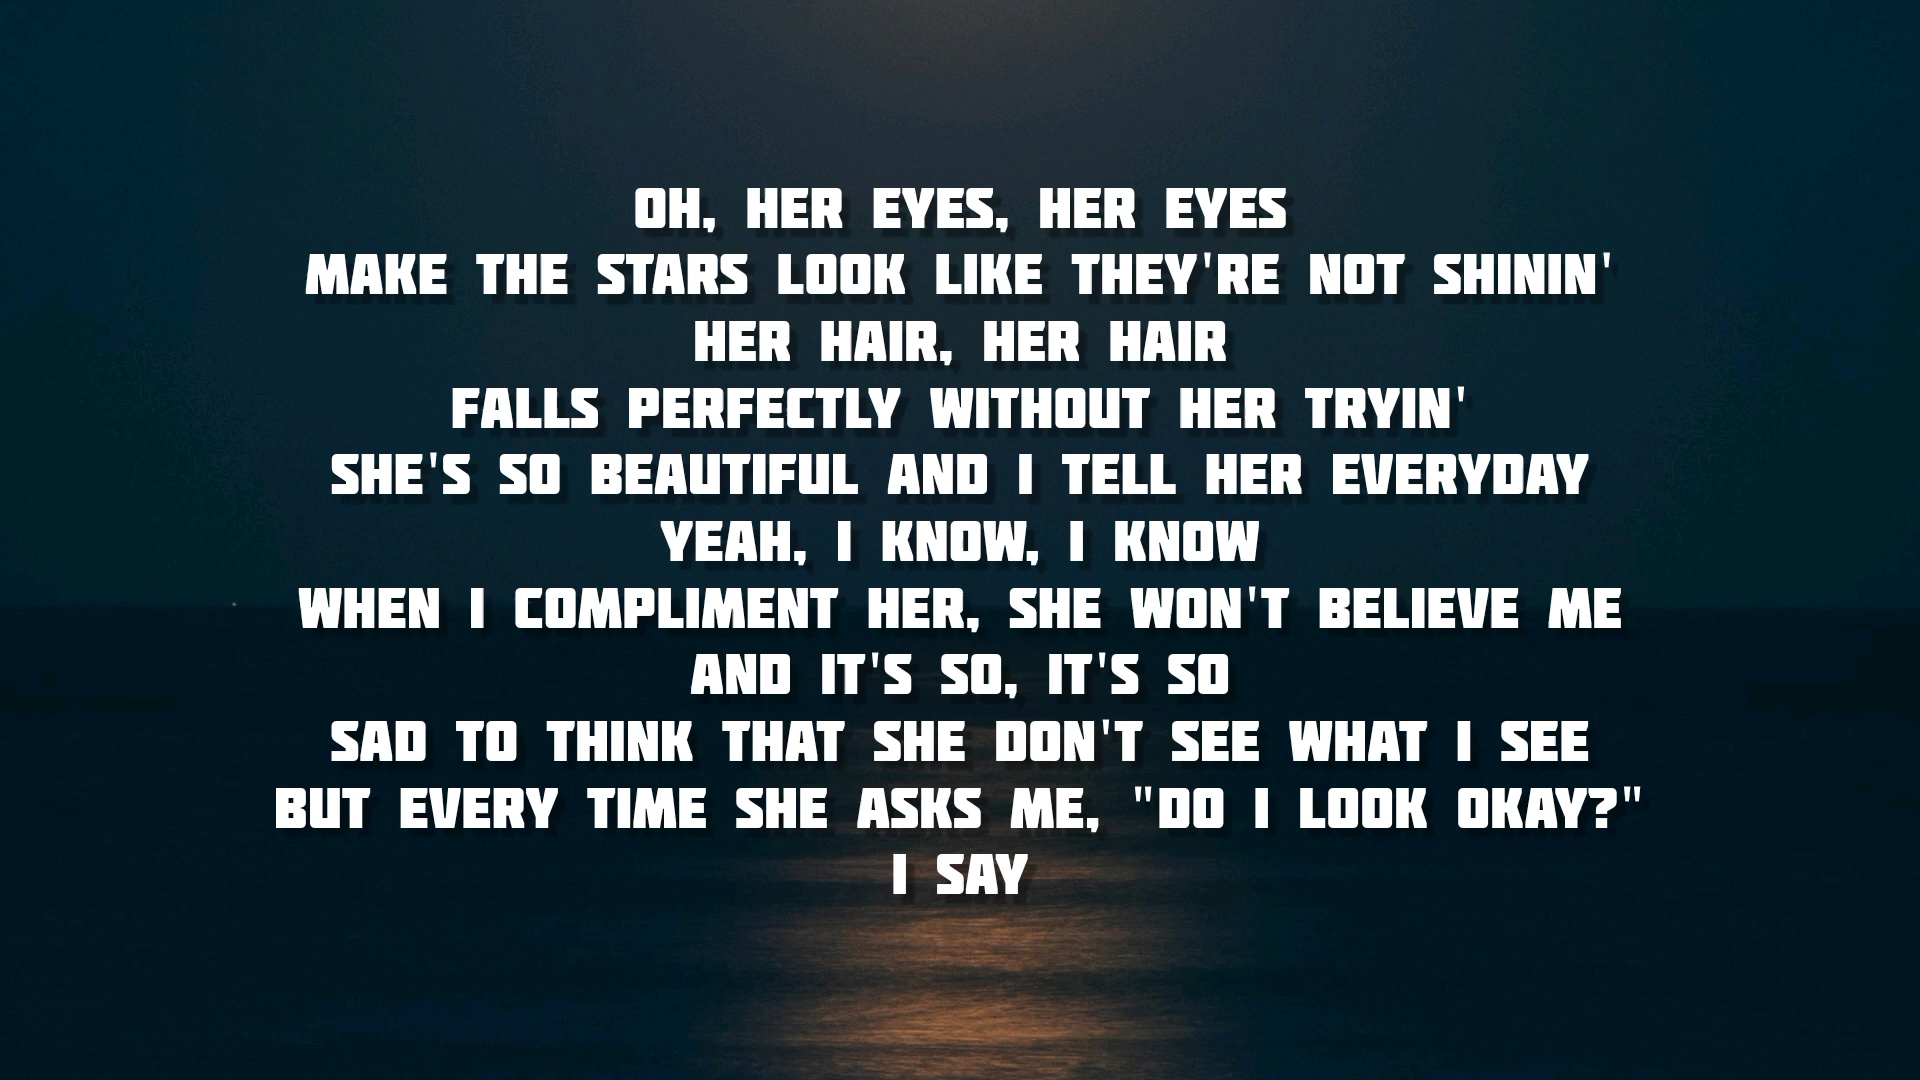 OH, HER EYES, HER EYES
MAKE THE STARS LOOK LIKE THEY'RE NOT SHININ'
HER HAIR, HER HAIR
FALLS PERFECTLY WITHOUT HER TRYIN'
SHE'S SO BEAUTIFUL AND I TELL HER EVERYDAY
YEAH, I KNOW, I KNOW
WHEN I COMPLIMENT HER, SHE WON'T BELIEVE ME
AND IT'S SO, IT'S SO
SAD TO THINK THAT SHE DON'T SEE WHAT I SEE
BUT EVERY TIME SHE ASKS ME, "DO I LOOK OKAY?"
I SAY